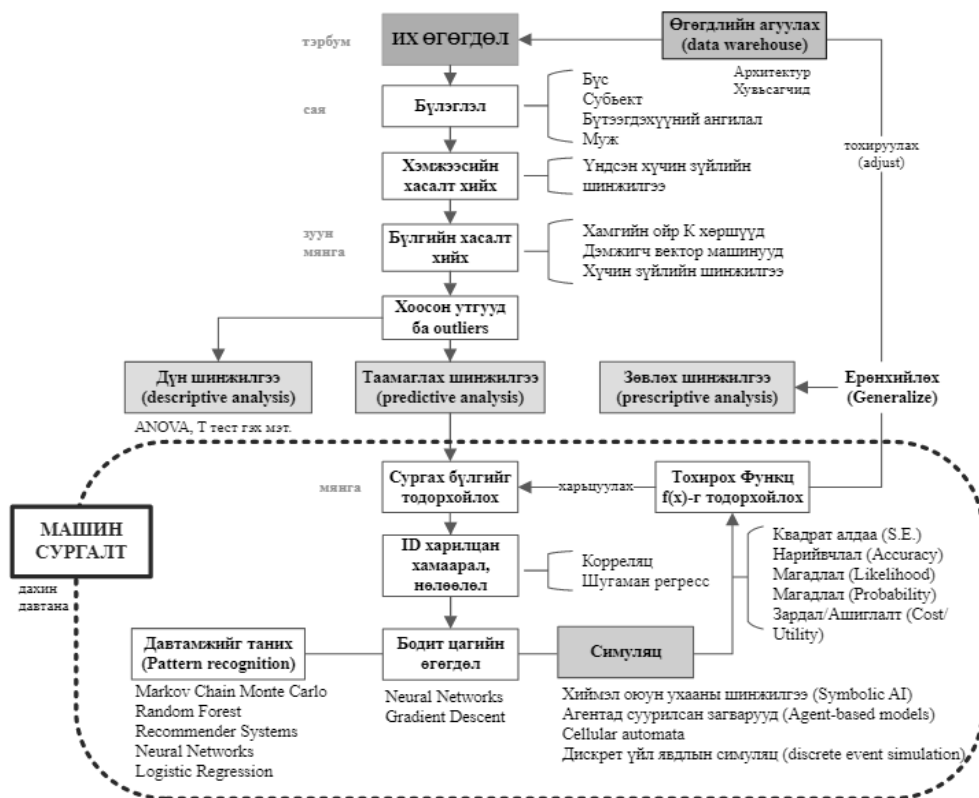 тэрбум
ИХ ӨГӨГДӨЛ
Өгөгдлийн агуулах
(data warehouse)
Архитектур
Хувьсагчид
сая
Бүлэглэл
Бүс
Субъект
Бүтээгдэхүүний ангилал
Муж
тохируулах
(adjust)
Хэмжээсийн
хасалт хийх
Үндсэн хүчин зүйлийн
шинжилгээ
зуун
мянга
Бүлгийн хасалт
хийх
Хамгийн ойр К хөршүүд
Дэмжигч вектор машинууд
Хүчин зүйлийн шинжилгээ
Хоосон утгууд
ба outliers
Дүн шинжилгээ
(descriptive analysis)
Таамаглах шинжилгээ
(predictive analysis)
Зөвлөх шинжилгээ
(prescriptive analysis)
Ерөнхийлөх
(Generalize)
ANOVA, Т тест гэх мэт.
мянга
Сургах бүлгийг
тодорхойлох
харьцуулах
Тохирох Функц
f(x)-г тодорхойлох
МАШИН
СУРГАЛТ
дахин
давтана
ID харилцан
хамаарал,
нөлөөлөл
Корреляц
Шугаман регресс
Квадрат алдаа (S.E.)
Нарийвчлал (Accuracy)
Магадлал (Likelihood)
Магадлал (Probability)
Зардал/Ашиглалт (Cost/
Utility)
Давтамжийг таних
(Pattern recognition)
Бодит цагийн
өгөгдөл
Симуляц
Markov Chain Monte Carlo
Random Forest
Recommender Systems
Neural Networks
Logistic Regression
Neural Networks
Gradient Descent
Хиймэл оюун ухааны шинжилгээ (Symbolic AI)
Агентад суурилсан загварууд (Agent-based models)
Cellular automata
Дискрет үйл явдлын симуляц (discrete event simulation)